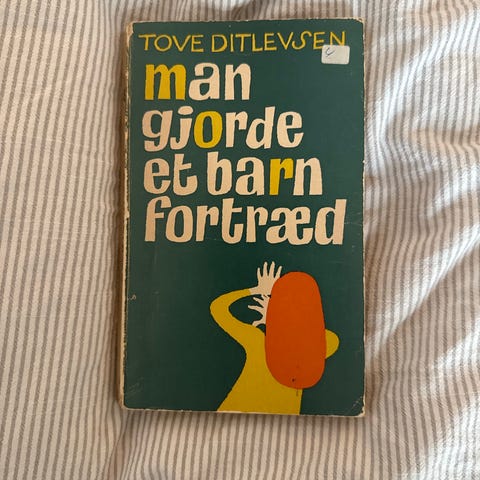 TOVE DITLEVSEN
man
gjorde
et barn
fortræd